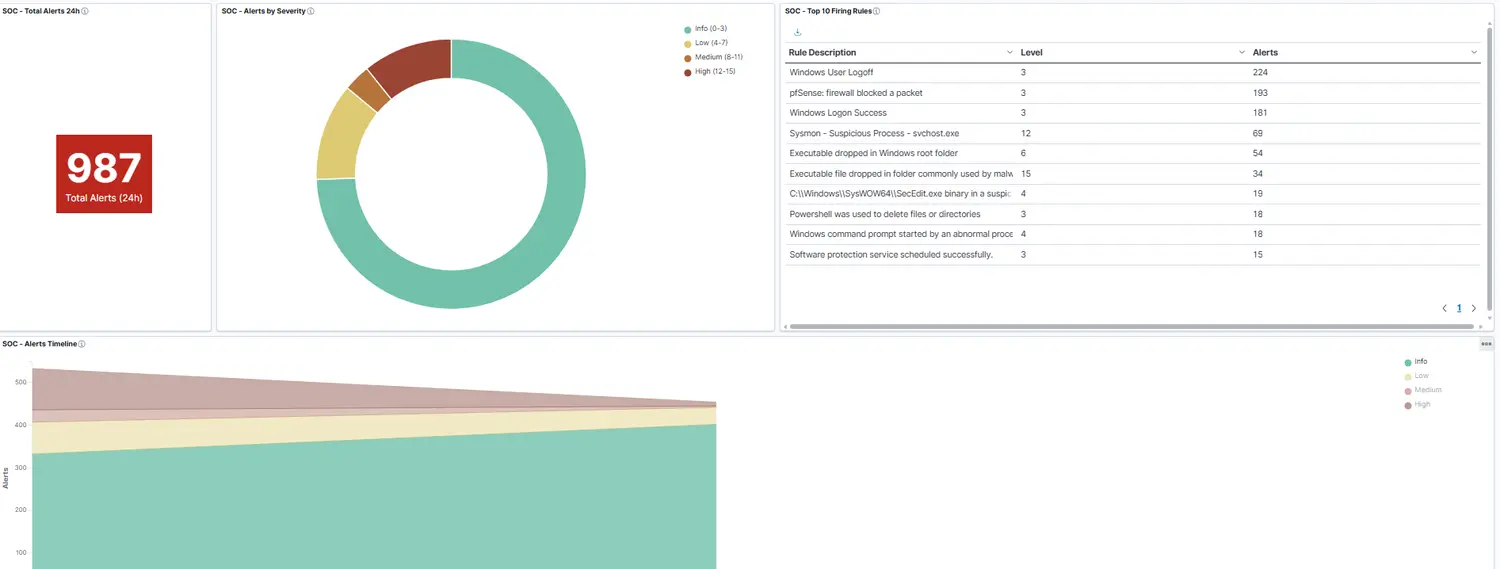 SOC - Total Alerts 24h
987
Total Alerts (24h)
SOC - Alerts by Severity
Info (0-3)
Low (4-7)
Medium (8-11)
High (12-15)
SOC - Top 10 Firing Rules
Rule Description Level Alerts
Windows User Logoff 3 224
pfSense: firewall blocked a packet 3 193
Windows Logon Success 3 181
Sysmon - Suspicious Process - svchost.exe 12 69
Executable dropped in Windows root folder 6 54
Executable file dropped in folder commonly used by malw 15 34
C:\\Windows\\SysWOW64\\SecEdit.exe binary in a suspi 4 19
Powershell was used to delete files or directories 3 18
Windows command prompt started by an abnormal proce 4 18
Software protection service scheduled successfully. 3 15
1
SOC - Alerts Timeline
500
400
300
200
100
Alerts
Info
Low
Medium
High